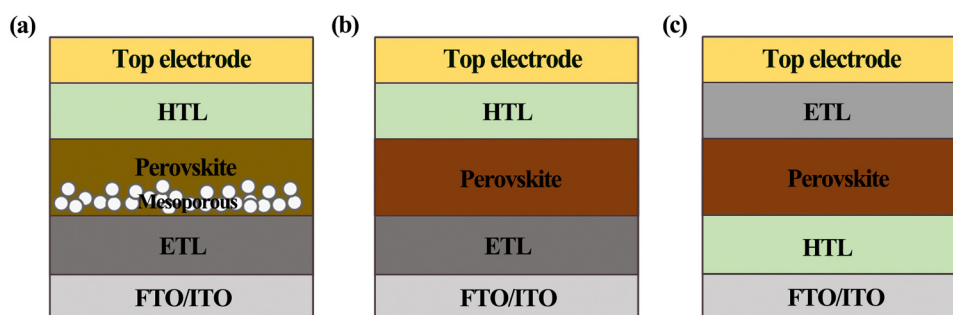 (a)
Top electrode
HTL
Perovskite
Mesoporous
ETL
FTO/ITO
(b)
Top electrode
HTL
Perovskite
ETL
FTO/ITO
(c)
Top electrode
ETL
Perovskite
HTL
FTO/ITO